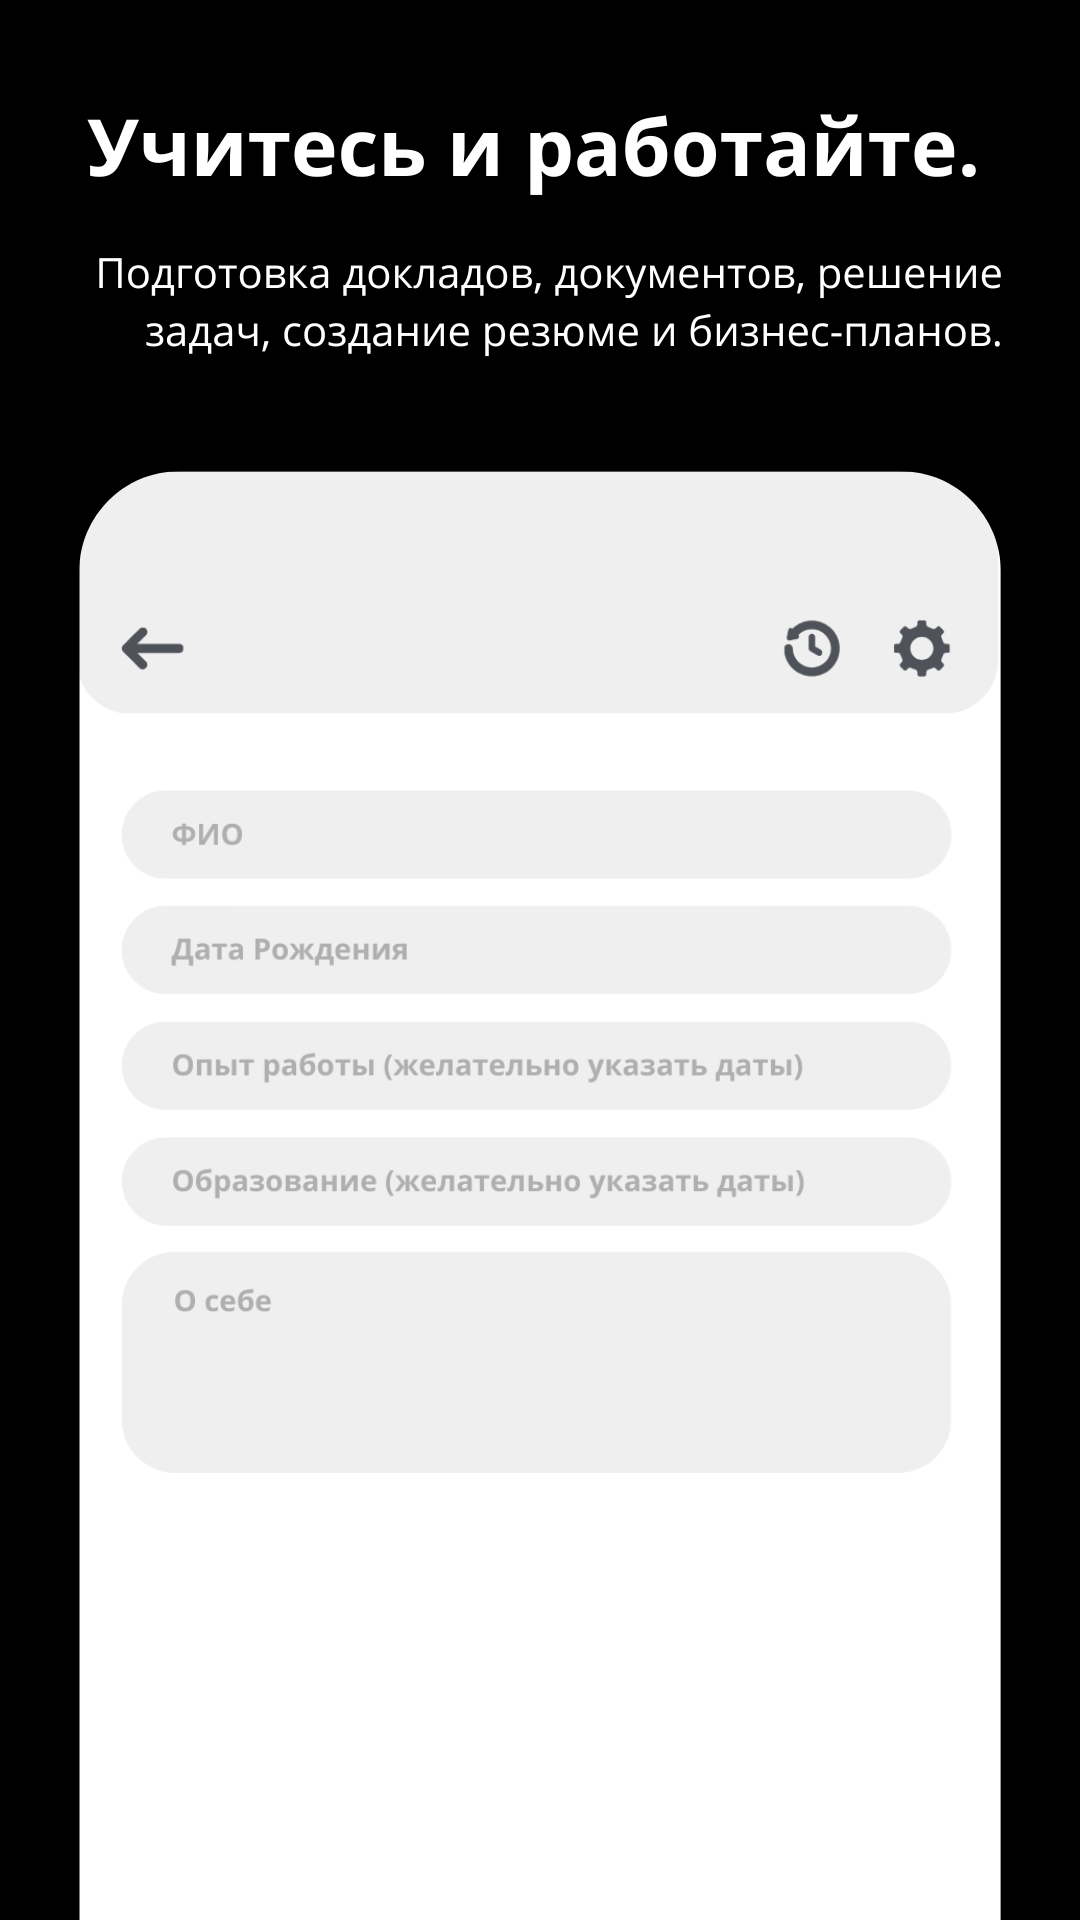 Учитесь и работайте.
Подготовка докладов, документов, решение
задач, создание резюме и бизнес-планов.
ФИО
Дата Рождения
Опыт работы (желательно указать даты)
Образование (желательно указать даты)
О себе